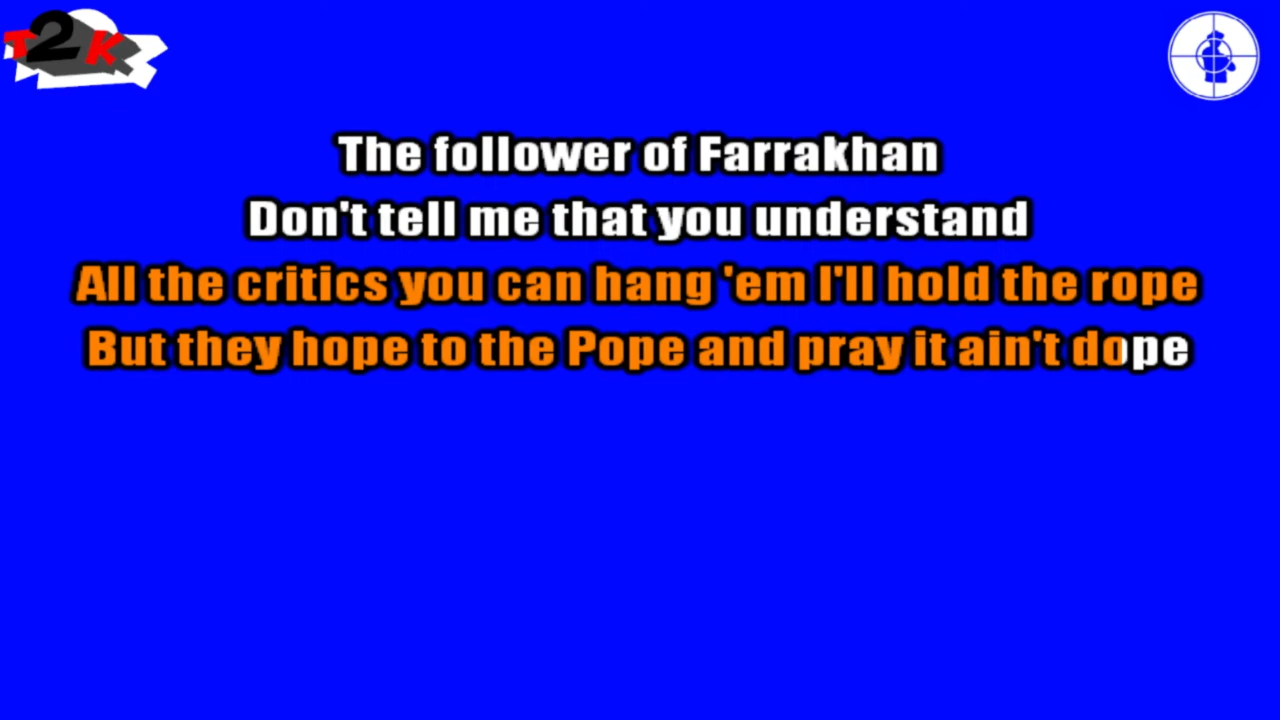 T2K
The follower of Farrakhan
Don't tell me that you understand
All the critics you can hang 'em I'll hold the rope
But they hope to the Pope and pray it ain't dope